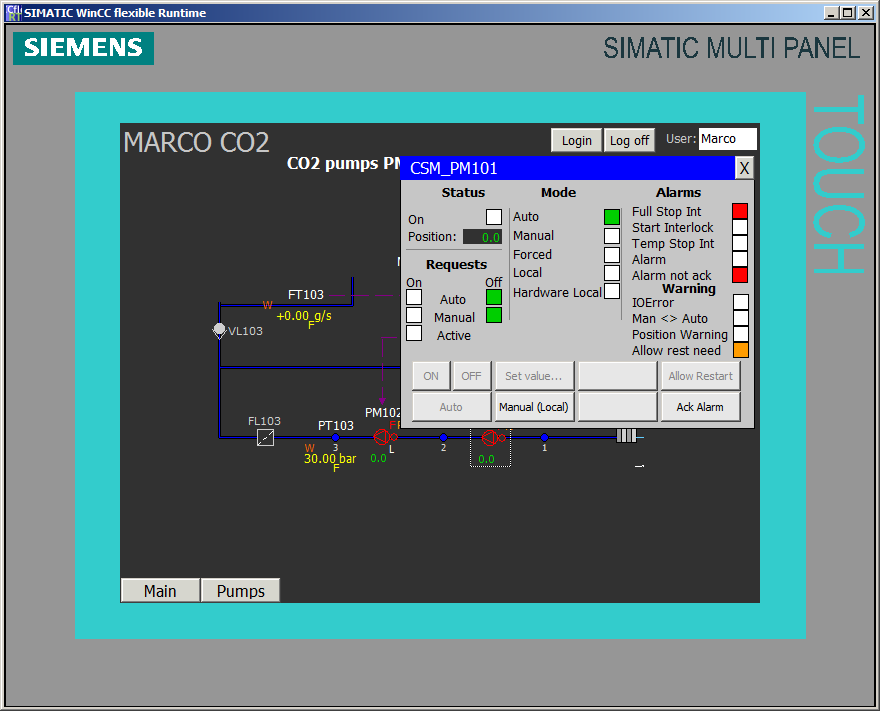 SIMATIC WinCC flexible Runtime
SIEMENS
SIMATIC MULTI PANEL
TOUCH
MARCO CO2
Login
Log off
User:
Marco
CO2 pumps PM
CSM_PM101
X
Status
On
Position:
0.0
Requests
On
Off
Auto
Manual
Active
Mode
Auto
Manual
Forced
Local
Hardware Local
Alarms
Full Stop Int
Start Interlock
Temp Stop Int
Alarm
Alarm not ack
Warning
IOError
Man <> Auto
Position Warning
Allow rest need
ON
OFF
Set value...
Allow Restart
Auto
Manual (Local)
Ack Alarm
FT103
W
+0.00 g/s
F
VL103
FL103
PT103
W
3
30.00 bar
F
PM102
F
0.0
L
2
0.0
1
Main
Pumps